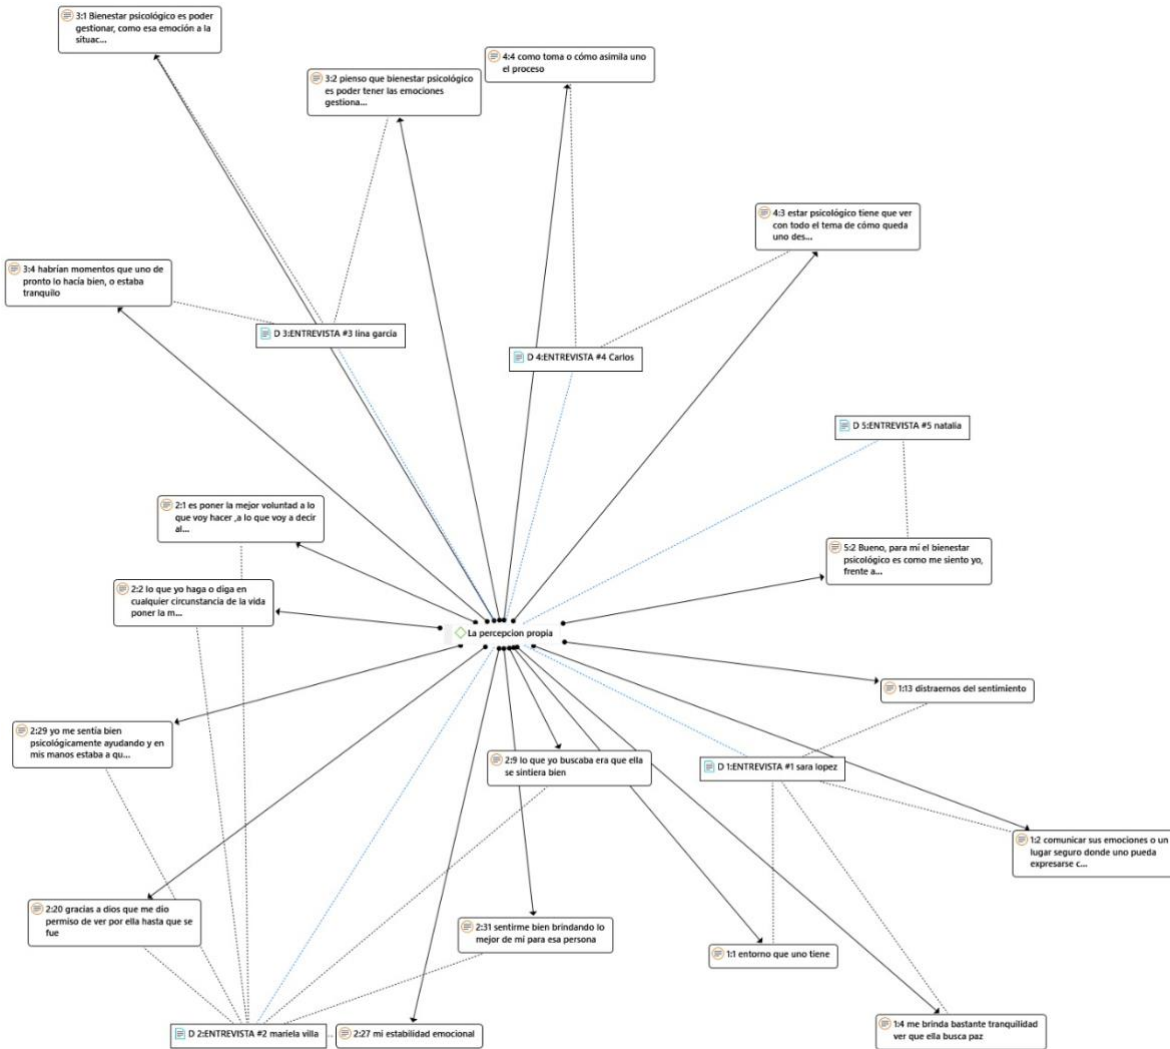 3:1 Bienestar psicológico es poder
gestionar, como esa emoción a la
situac...
3:2 pienso que bienestar psicológico
es poder tener las emociones
gestiona...
4:4 como toma o cómo asimila uno
el proceso
4:3 estar psicológico tiene que ver
con todo el tema de cómo queda
uno des...
3:4 habrían momentos que uno de
pronto lo hacía bien, o estaba
tranquilo
D 3:ENTREVISTA #3 lina garcía
D 4:ENTREVISTA #4 Carlos
D 5:ENTREVISTA #5 natalia
2:1 es poner la mejor voluntad a lo
que voy hacer ,a lo que voy a decir
al...
5:2 Bueno, para mí el bienestar
psicológico es como me siento yo,
frente a...
2:2 lo que yo haga o diga en
cualquier circunstancia de la vida
poner la m...
La percepcion propia
1:13 distraernos del sentimiento
2:29 yo me sentía bien
psicológicamente ayudando y en
mis manos estaba a qu...
2:9 lo que yo buscaba era que ella
se sintiera bien
D 1:ENTREVISTA #1 sara lopez
1:2 comunicar sus emociones o un
lugar seguro donde uno pueda
expresarse c...
2:20 gracias a dios que me dio
permiso de ver por ella hasta que se
fue
2:31 sentirme bien brindando lo
mejor de mi para esa persona
1:1 entorno que uno tiene
D 2:ENTREVISTA #2 mariela villa
2:27 mi estabilidad emocional
1:4 me brinda bastante tranquilidad
ver que ella busca paz